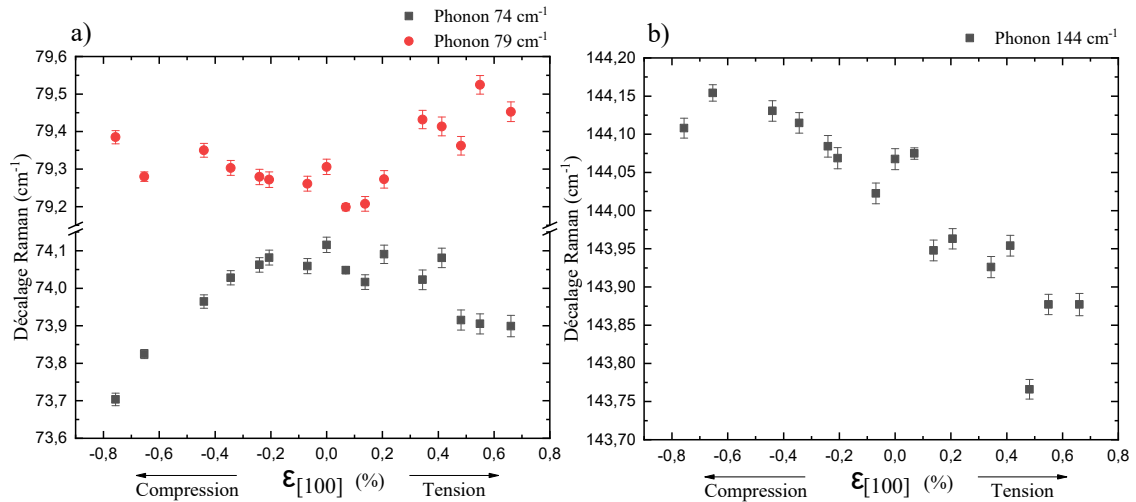 a)
Phonon 74 cm⁻¹
Phonon 79 cm⁻¹
Décalage Raman (cm⁻¹)
79,6
79,5
79,4
79,3
79,2
74,1
74,0
73,9
73,8
73,7
73,6
-0,8 -0,6 -0,4 -0,2 0,0 0,2 0,4 0,6 0,8
Compression ε[100] (%) Tension
b)
Phonon 144 cm⁻¹
Décalage Raman (cm⁻¹)
144,20
144,15
144,10
144,05
144,00
143,95
143,90
143,85
143,80
143,75
143,70
-0,8 -0,6 -0,4 -0,2 0,0 0,2 0,4 0,6 0,8
Compression ε[100] (%) Tension